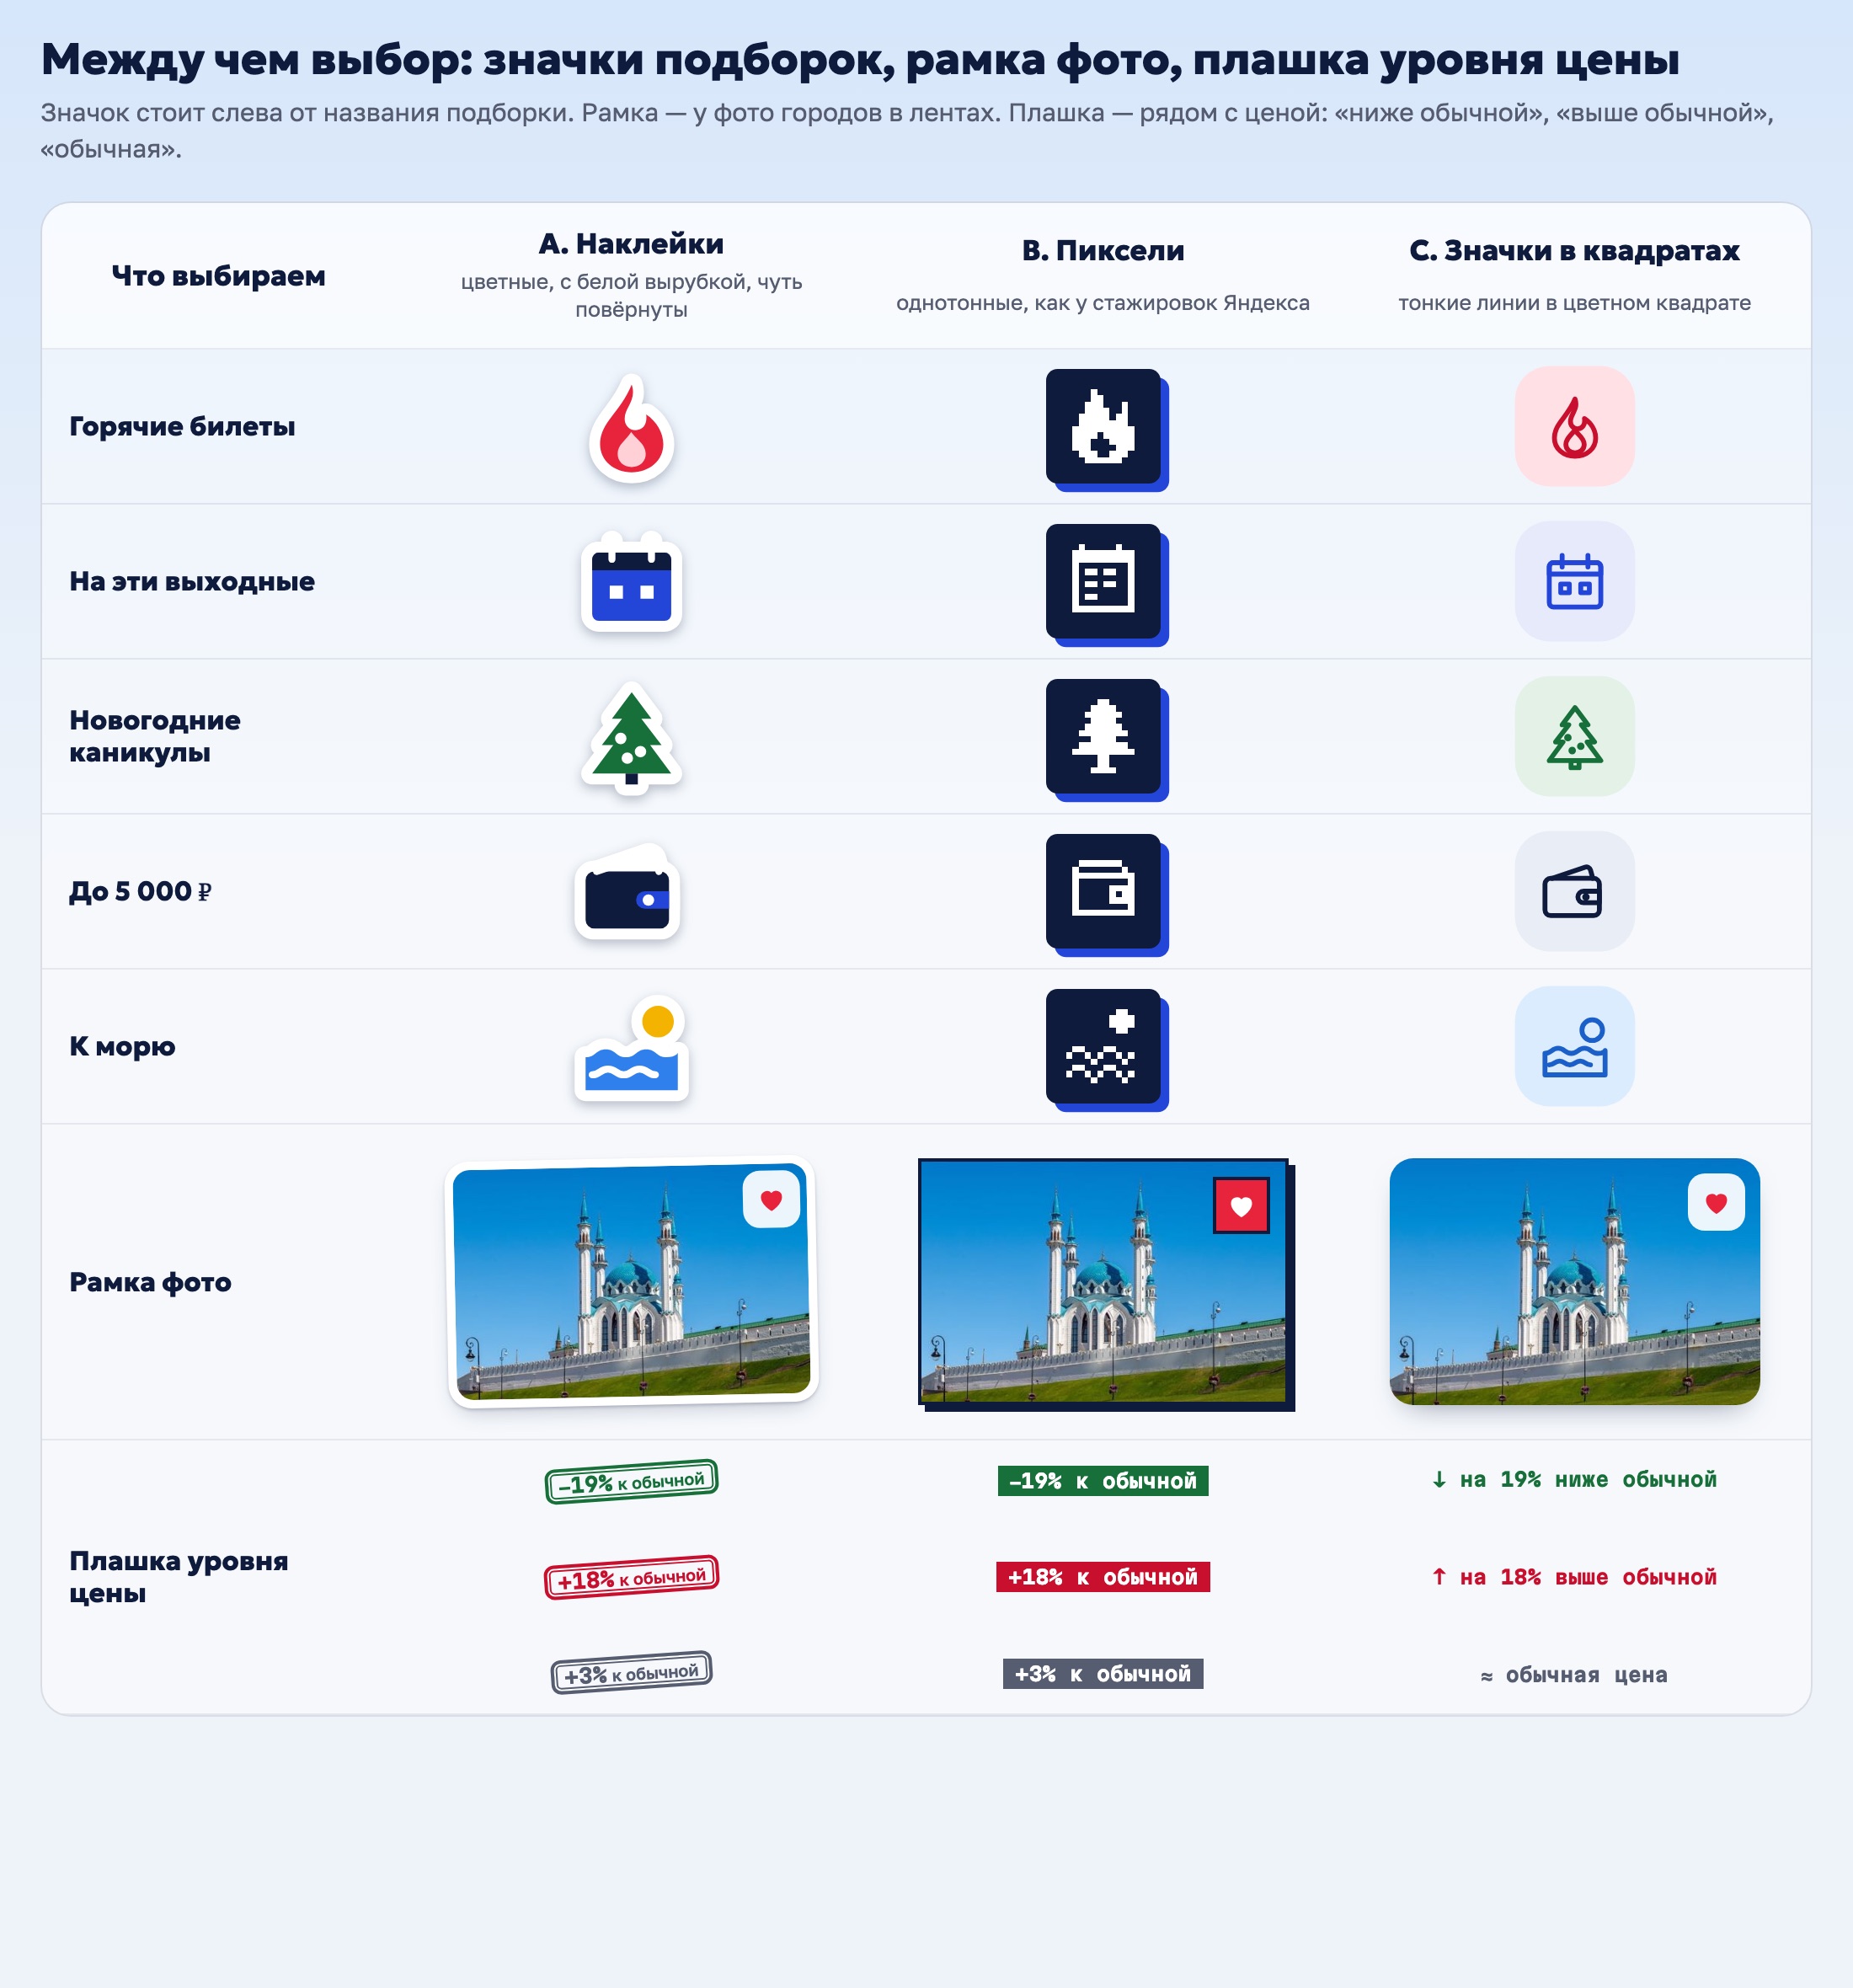 Между чем выбор: значки подборок, рамка фото, плашка уровня цены
Значок стоит слева от названия подборки. Рамка — у фото городов в лентах. Плашка — рядом с ценой: «ниже обычной», «выше обычной»,
«обычная».
Что выбираем
A. Наклейки
цветные, с белой вырубкой, чуть
повёрнуты
B. Пиксели
однотонные, как у стажировок Яндекса
C. Значки в квадратах
тонкие линии в цветном квадрате
Горячие билеты
На эти выходные
Новогодние
каникулы
До 5 000 ₽
К морю
Рамка фото
Плашка уровня
цены
−19% к обычной
−19% к обычной
↓ на 19% ниже обычной
+18% к обычной
+18% к обычной
↑ на 18% выше обычной
+3% к обычной
+3% к обычной
≈ обычная цена